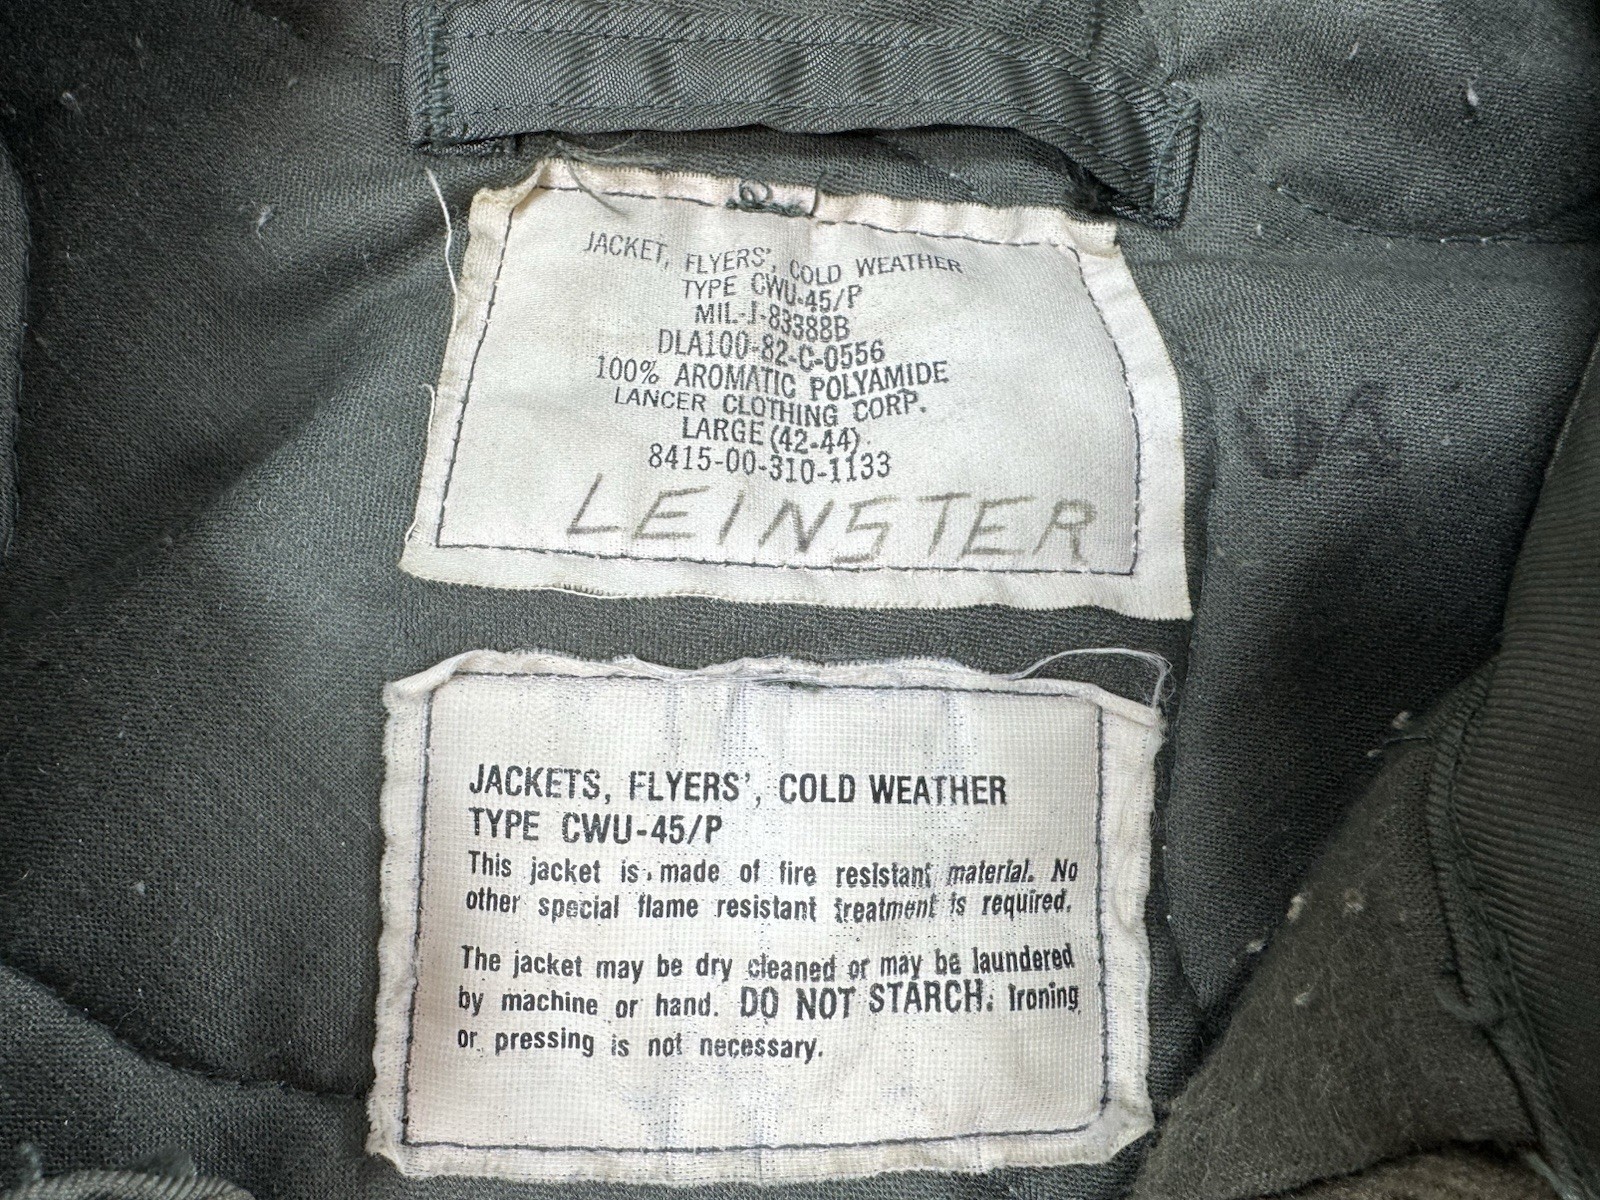 JACKET, FLYERS', COLD WEATHER
TYPE CWU-45/P
MIL-J-83388B
DLA100-82-C-0556
100% AROMATIC POLYAMIDE
LANCER CLOTHING CORP.
LARGE (42-44)
8415-00-310-1133
LEINSTER
JACKETS, FLYERS', COLD WEATHER
TYPE CWU-45/P
This jacket is made of fire resistant material. No
other special flame resistant treatment is required.
The jacket may be dry cleaned or may be laundered
by machine or hand. DO NOT STARCH. Ironing
or pressing is not necessary.